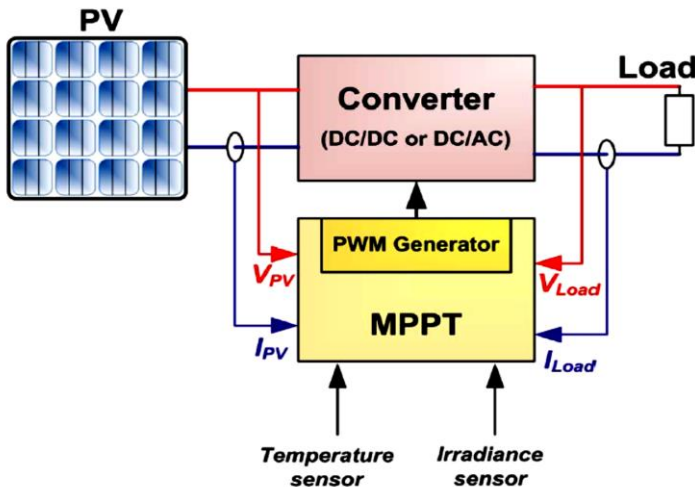 PV
Load
Converter
(DC/DC or DC/AC)
PWM Generator
VPV
VLoad
MPPT
IPV
ILoad
Temperature
sensor
Irradiance
sensor